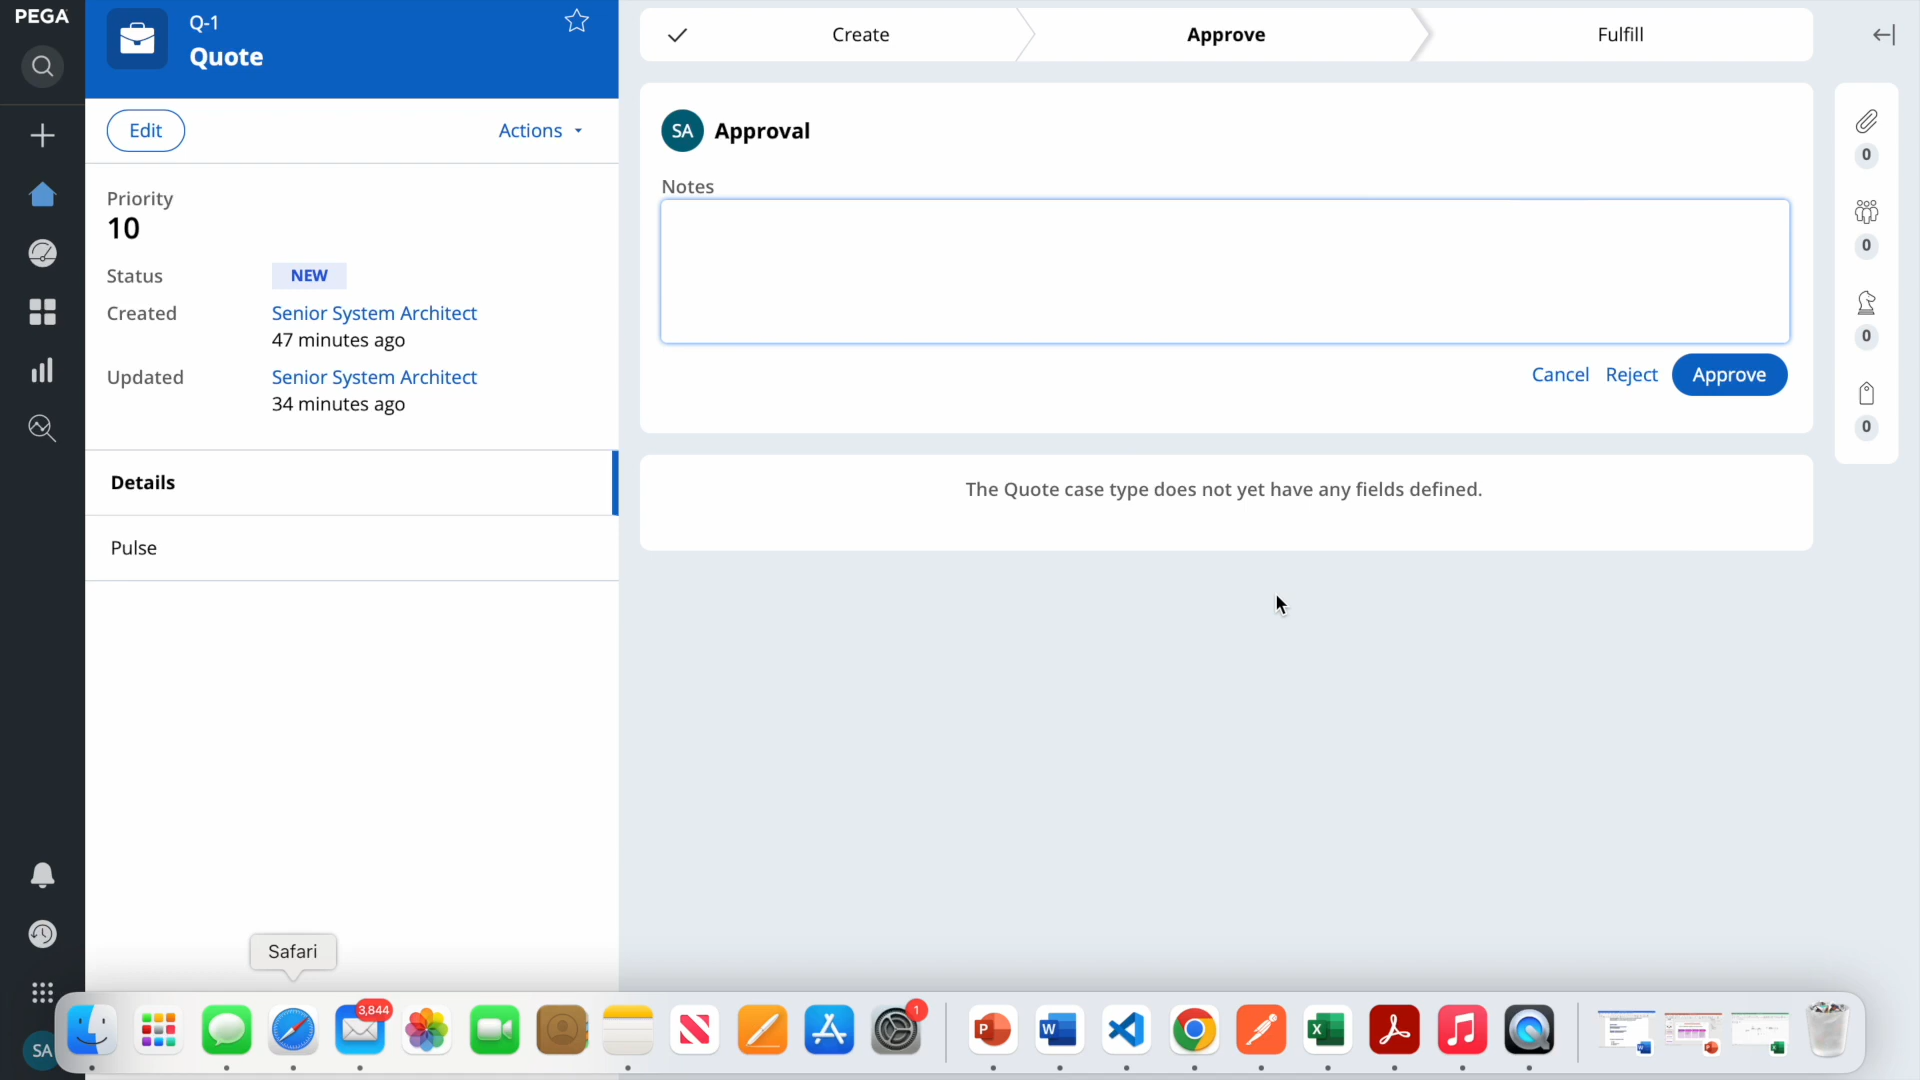 PEGA
Q-1
Quote
Edit
Actions
Priority
10
Status
NEW
Created
Senior System Architect
47 minutes ago
Updated
Senior System Architect
34 minutes ago
Details
Pulse
Create
Approve
Fulfill
SA
Approval
Notes
Cancel
Reject
Approve
The Quote case type does not yet have any fields defined.
0
0
0
0
Safari
SA
3,844
1
P
W
X